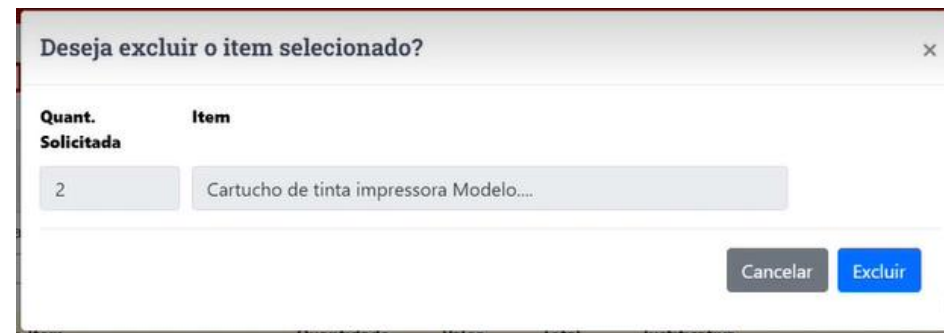 Deseja excluir o item selecionado?
×
Quant. Item
Solicitada
2 Cartucho de tinta impressora Modelo....
Cancelar Excluir